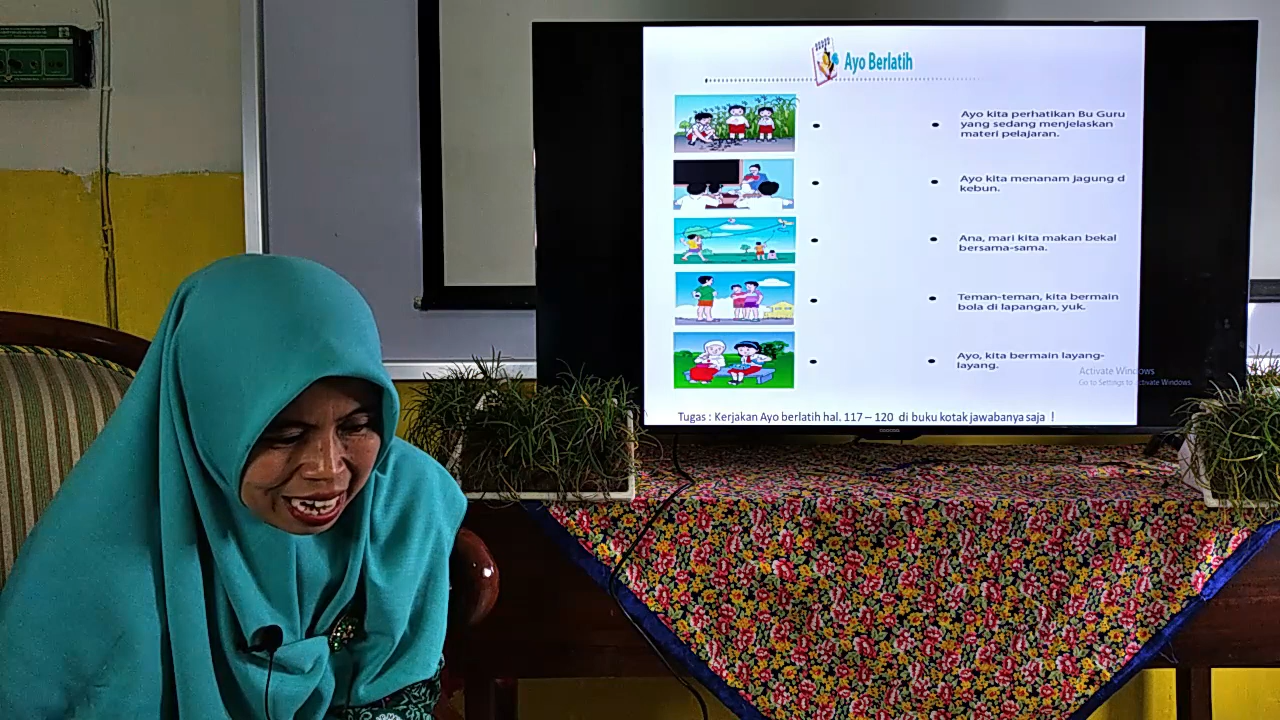 Ayo Berlatih
Ayo kita perhatikan Bu Guru
yang sedang menjelaskan
materi pelajaran.
Ayo kita menanam jagung d
kebun.
Ana, mari kita makan bekal
bersama-sama.
Teman-teman, kita bermain
bola di lapangan, yuk.
Ayo, kita bermain layang-
layang.
Activate Windows
Go to Settings to activate Windows.
Tugas : Kerjakan Ayo berlatih hal. 117 – 120 di buku kotak jawabanya saja !